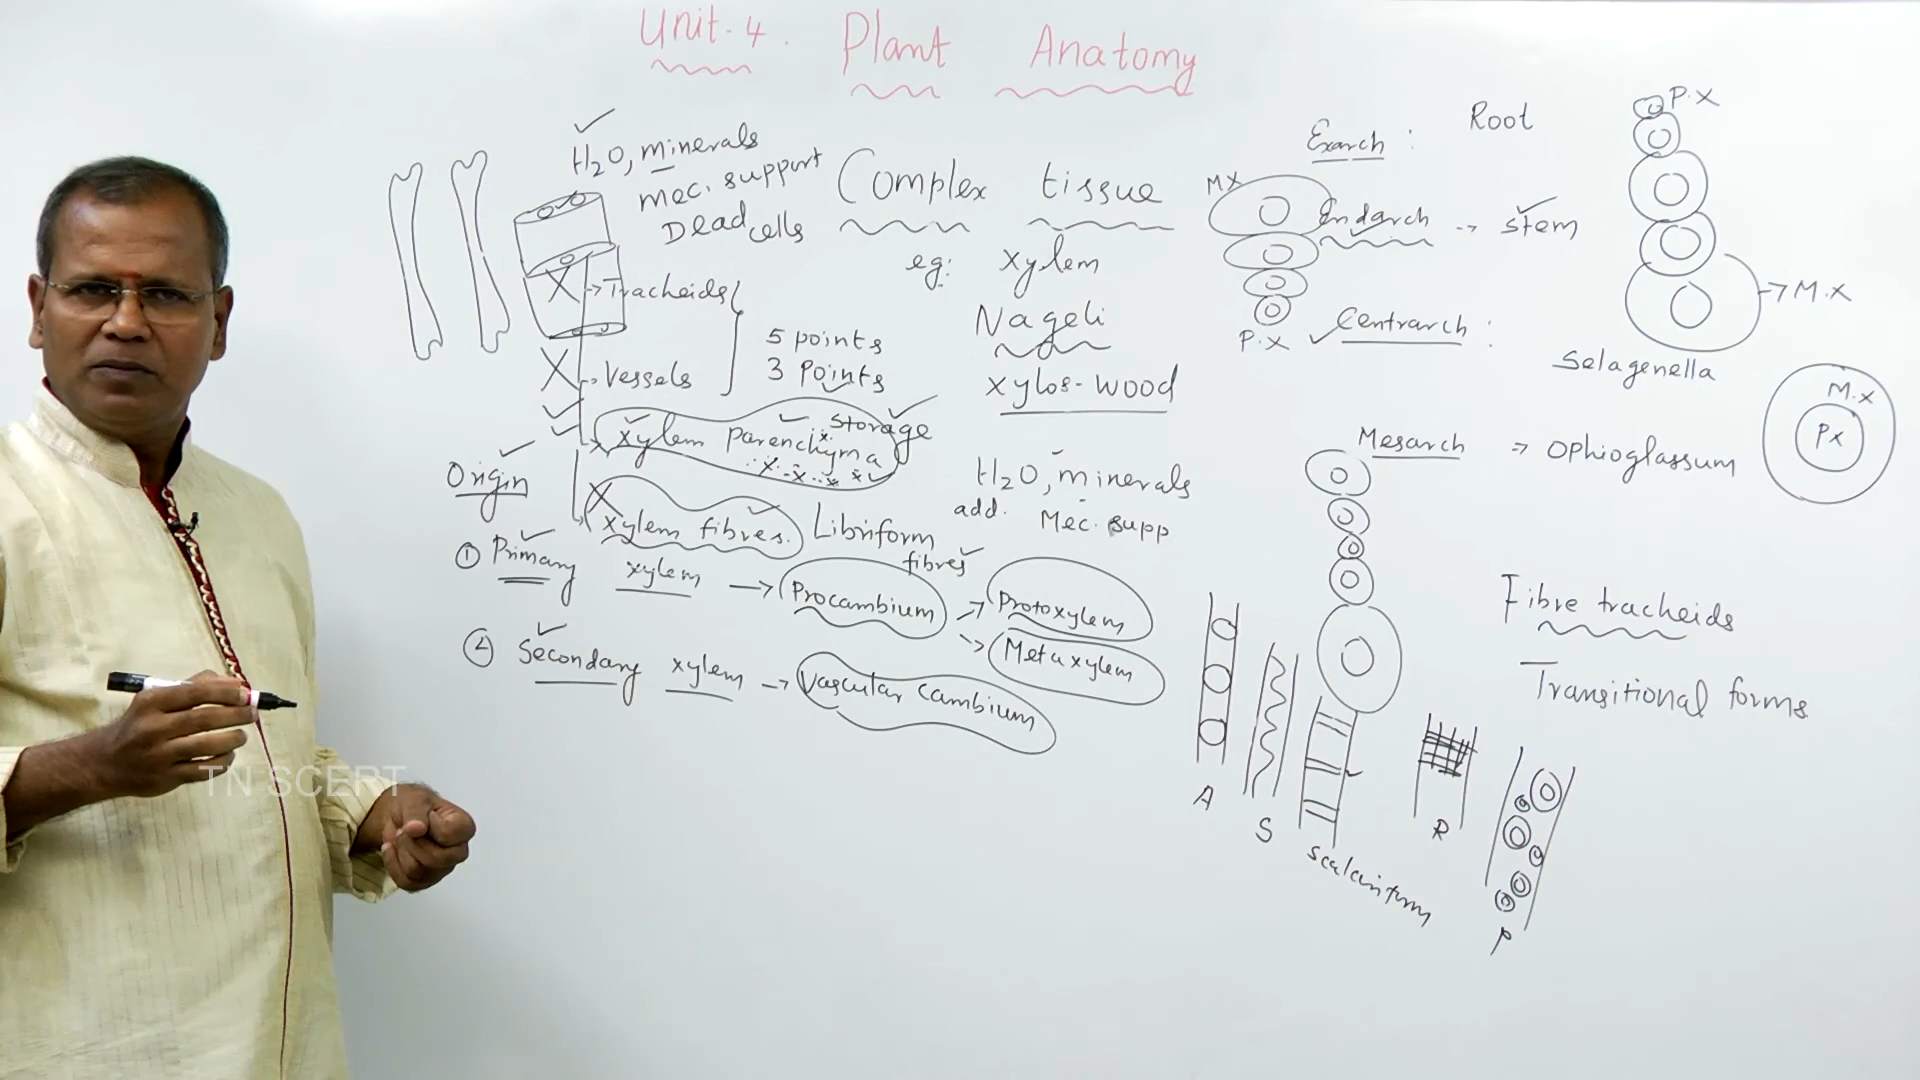 Unit. 4. Plant Anatomy
H2O, minerals
Mec. support
Dead cells
Complex tissue
eg: xylem
Nageli
xylos-wood
Tracheids
Vessels
5 points
3 Points
xylem parenchyma
storage
xylem fibres.
Libriform
fibres
H2O, minerals
add. Mec. supp
Origin
① Primary xylem → Procambium → Protoxylem
→ Metaxylem
② Secondary xylem → Vascular Cambium
Exarch : Root
P.X
M.X
Selagenella
MX
P.X
Endarch → stem
Centrarch :
M.X
PX
Mesarch → Ophioglassum
Fibre tracheids
Transitional forms
A
S
R
P
TN SCERT